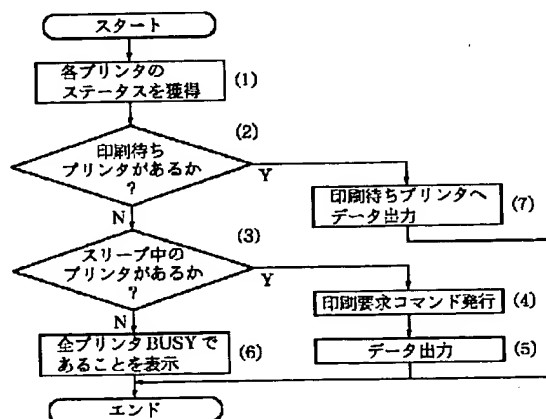 スタート
各プリンタの
ステータスを獲得
(1)
(2)
印刷待ち
プリンタがあるか
?
Y
N
印刷待ちプリンタへ
データ出力
(7)
(3)
スリープ中の
プリンタがあるか
?
Y
N
印刷要求コマンド発行
(4)
データ出力
(5)
全プリンタBUSYで
あることを表示
(6)
エンド